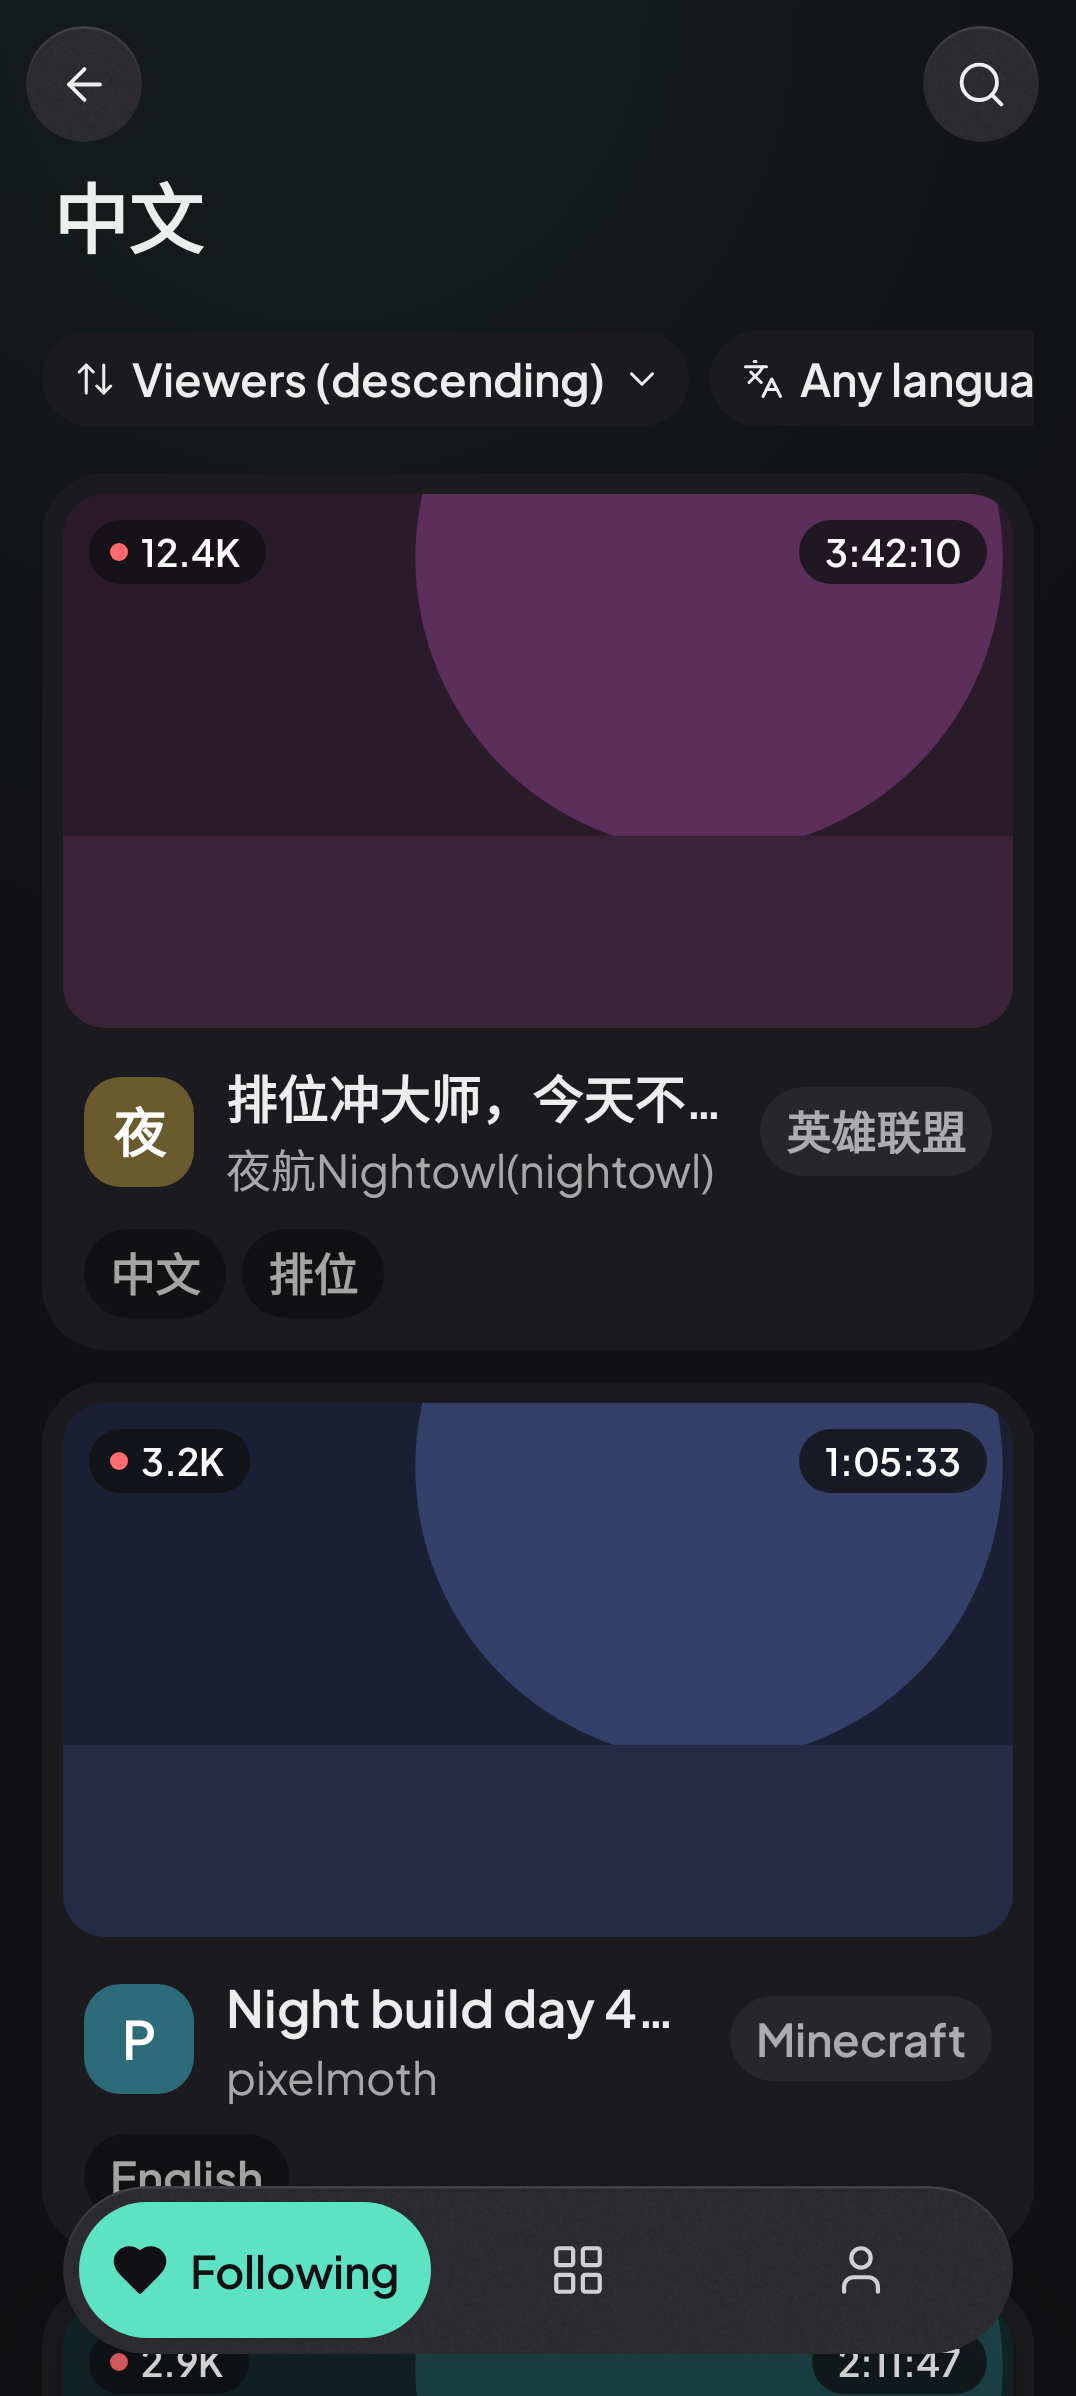 中文
Viewers (descending)
Any langua
12.4K
3:42:10
夜
排位冲大师，今天不...
英雄联盟
夜航Nightowl(nightowl)
中文
排位
3.2K
1:05:33
P
Night build day 4...
Minecraft
pixelmoth
English
Following
2.9K
2:11:47